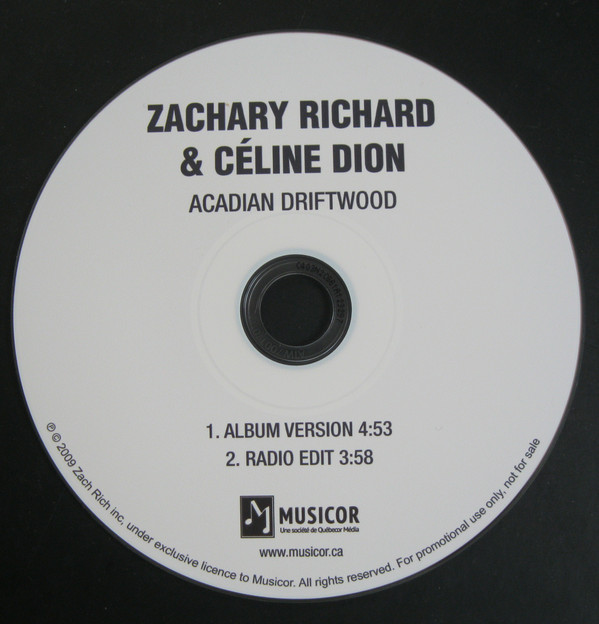 ZACHARY RICHARD
& CÉLINE DION
ACADIAN DRIFTWOOD
1. ALBUM VERSION 4:53
2. RADIO EDIT 3:58
MUSICOR
Une société de Québecor Média
www.musicor.ca
℗ © 2009 Zach Rich inc, under exclusive licence to Musicor. All rights reserved. For promotional use only, not for sale